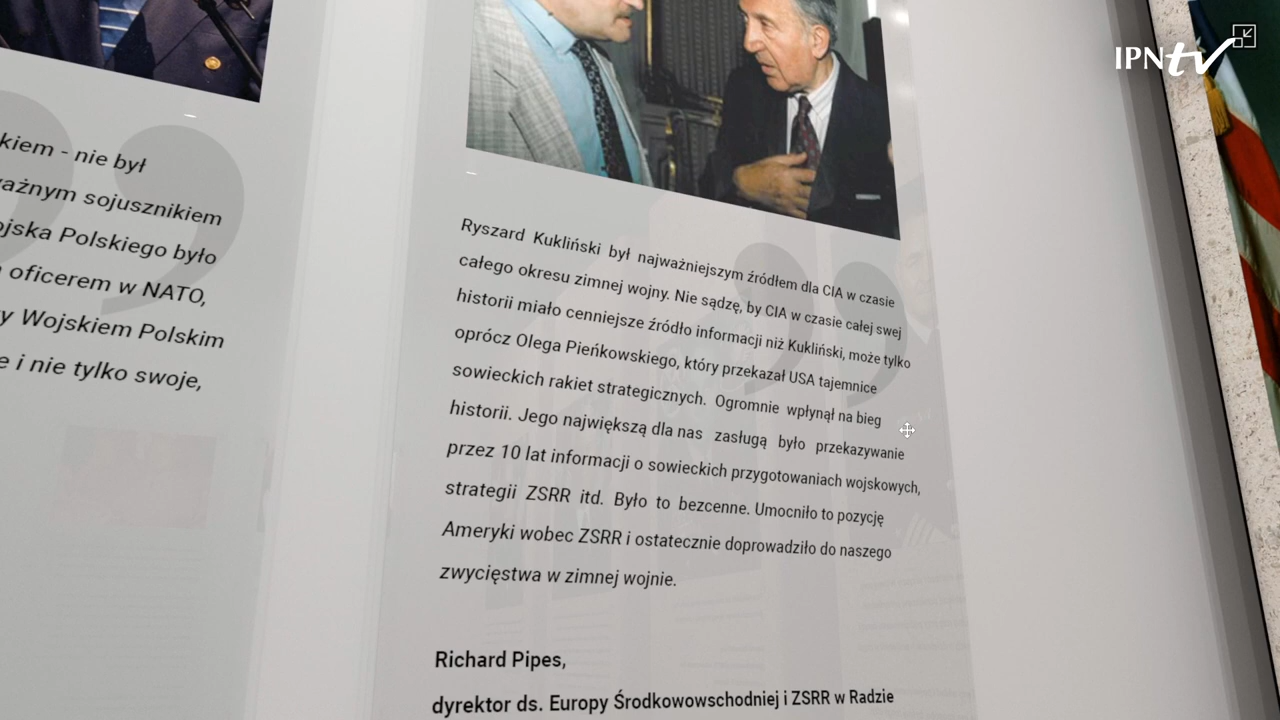 IPNtv
kiem - nie był
ważnym sojusznikiem
ojska Polskiego było
oficerem w NATO,
y Wojskiem Polskim
e i nie tylko swoje,
Ryszard Kukliński był najważniejszym źródłem dla CIA w czasie
całego okresu zimnej wojny. Nie sądzę, by CIA w czasie całej swej
historii miało cenniejsze źródło informacji niż Kukliński, może tylko
oprócz Olega Pieńkowskiego, który przekazał USA tajemnice
sowieckich rakiet strategicznych. Ogromnie wpłynął na bieg
historii. Jego największą dla nas zasługą było przekazywanie
przez 10 lat informacji o sowieckich przygotowaniach wojskowych,
strategii ZSRR itd. Było to bezcenne. Umocniło to pozycję
Ameryki wobec ZSRR i ostatecznie doprowadziło do naszego
zwycięstwa w zimnej wojnie.
Richard Pipes,
dyrektor ds. Europy Środkowowschodniej i ZSRR w Radzie